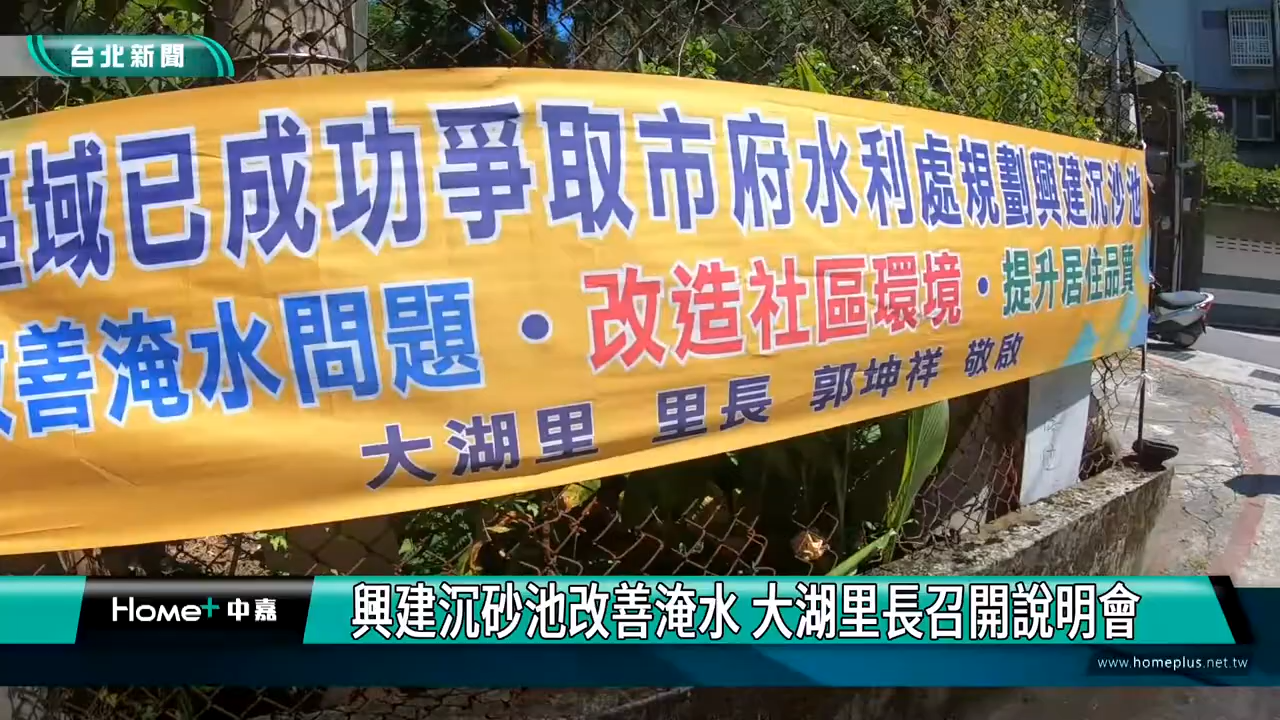 台北新聞
區域已成功爭取市府水利處規劃興建沉沙池
改善淹水問題・改造社區環境・提升居住品質
大湖里 里長 郭坤祥 敬啟
Home+ 中嘉
興建沉砂池改善淹水 大湖里長召開說明會
www.homeplus.net.tw